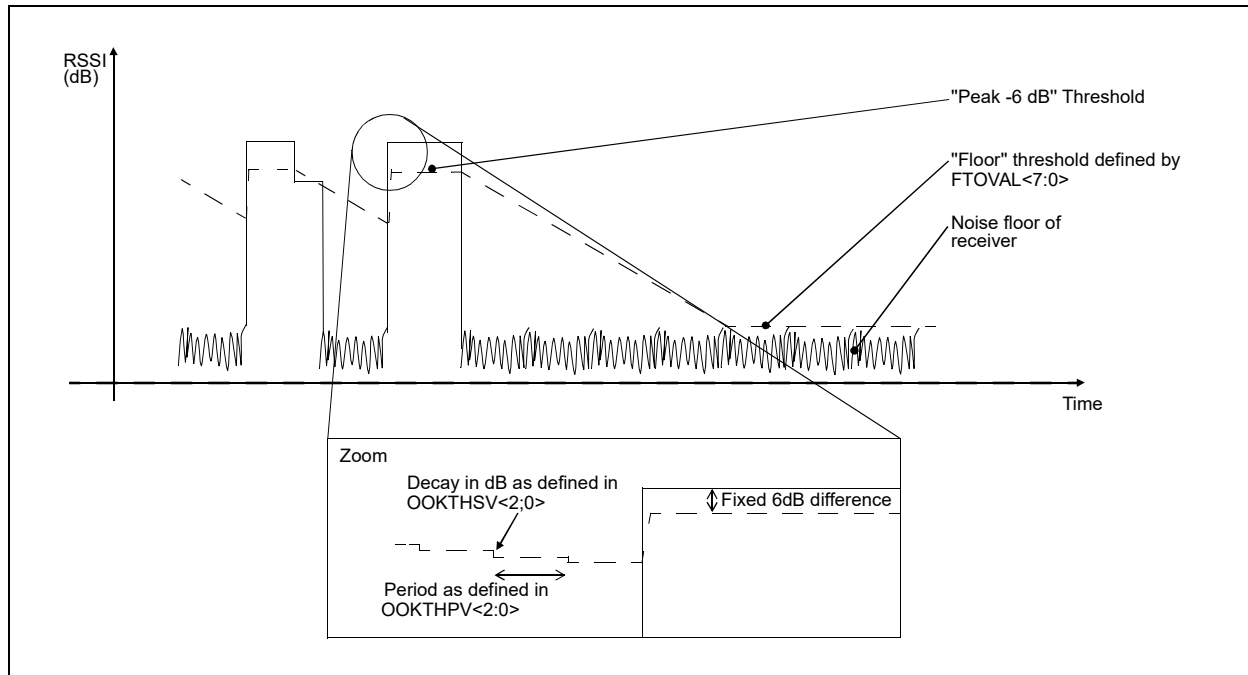 RSSI
(dB)
"Peak -6 dB" Threshold
"Floor" threshold defined by
FTOVAL<7:0>
Noise floor of
receiver
Time
Zoom
Decay in dB as defined in
OOKTHSV<2;0>
Fixed 6dB difference
Period as defined in
OOKTHPV<2:0>